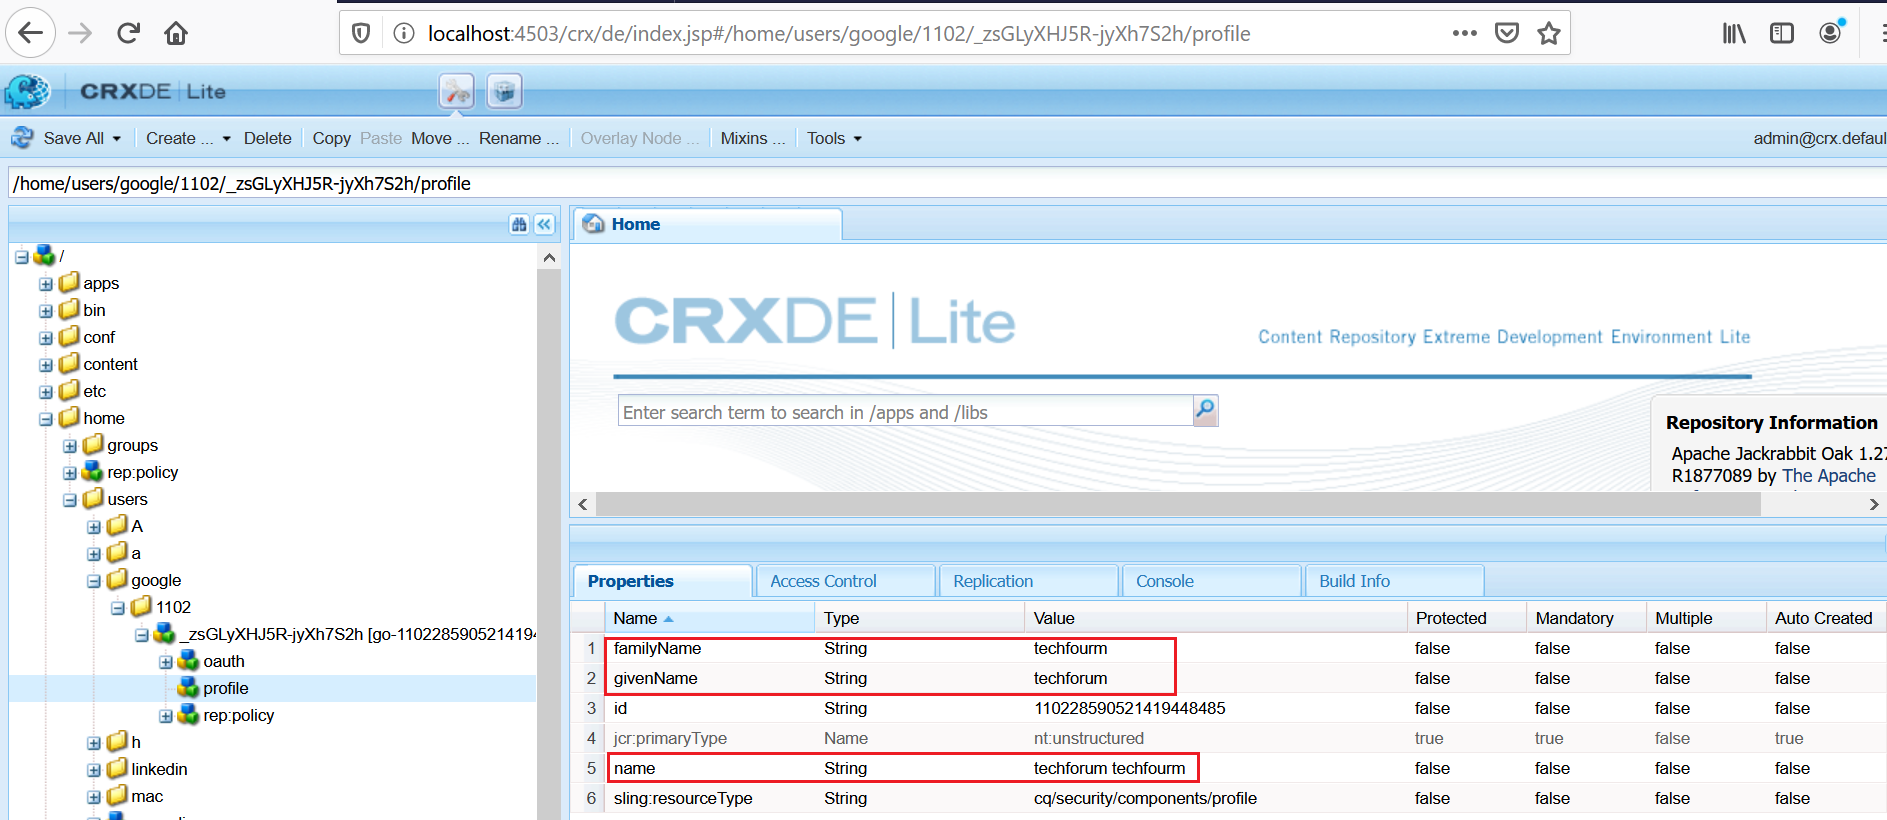 localhost:4503/crx/de/index.jsp#/home/users/google/1102/_zsGLyXHJ5R-jyXh7S2h/profile
CRXDE | Lite
Save All Create ... Delete Copy Paste Move ... Rename ... Overlay Node ... Mixins ... Tools admin@crx.defaul
/home/users/google/1102/_zsGLyXHJ5R-jyXh7S2h/profile
/
apps
bin
conf
content
etc
home
groups
rep:policy
users
A
a
google
1102
_zsGLyXHJ5R-jyXh7S2h [go-1102285905214194
oauth
profile
rep:policy
h
linkedin
mac
Home
CRXDE | Lite
Content Repository Extreme Development Environment Lite
Enter search term to search in /apps and /libs
Repository Information
Apache Jackrabbit Oak 1.27
R1877089 by The Apache
Properties Access Control Replication Console Build Info
Name Type Value Protected Mandatory Multiple Auto Created
1 familyName String techfourm false false false false
2 givenName String techforum false false false false
3 id String 110228590521419448485 false false false false
4 jcr:primaryType Name nt:unstructured true true false true
5 name String techforum techfourm false false false false
6 sling:resourceType String cq/security/components/profile false false false false